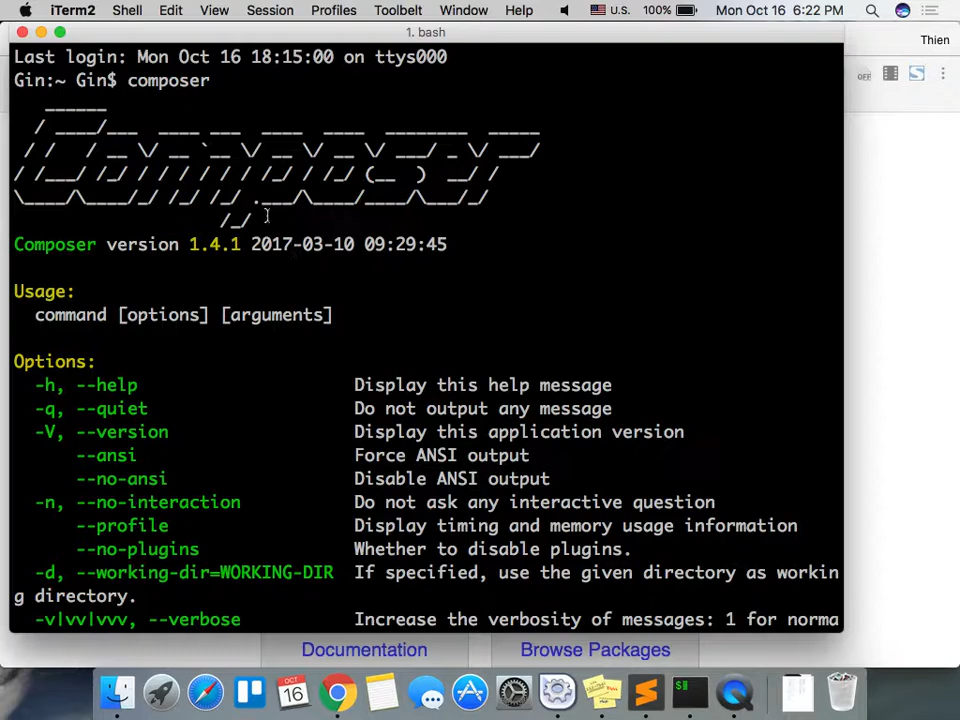 iTerm2 Shell Edit View Session Profiles Toolbelt Window Help U.S. 100% Mon Oct 16 6:22 PM
1. bash
Thien
OFF
Last login: Mon Oct 16 18:15:00 on ttys000
Gin:~ Gin$ composer
Composer
Composer version 1.4.1 2017-03-10 09:29:45
Usage:
command [options] [arguments]
Options:
-h, --help Display this help message
-q, --quiet Do not output any message
-V, --version Display this application version
--ansi Force ANSI output
--no-ansi Disable ANSI output
-n, --no-interaction Do not ask any interactive question
--profile Display timing and memory usage information
--no-plugins Whether to disable plugins.
-d, --working-dir=WORKING-DIR If specified, use the given directory as workin
g directory.
-v|vv|vvv, --verbose Increase the verbosity of messages: 1 for norma
Documentation Browse Packages
OCT
16
$